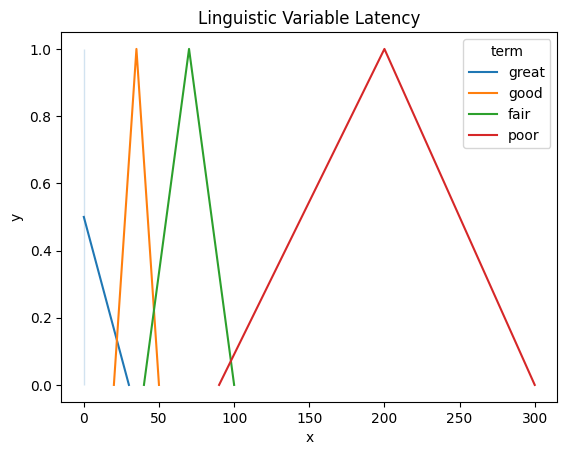 Linguistic Variable Latency
term
great
good
fair
poor
1.0
0.8
0.6
0.4
0.2
0.0
y
0 50 100 150 200 250 300
x